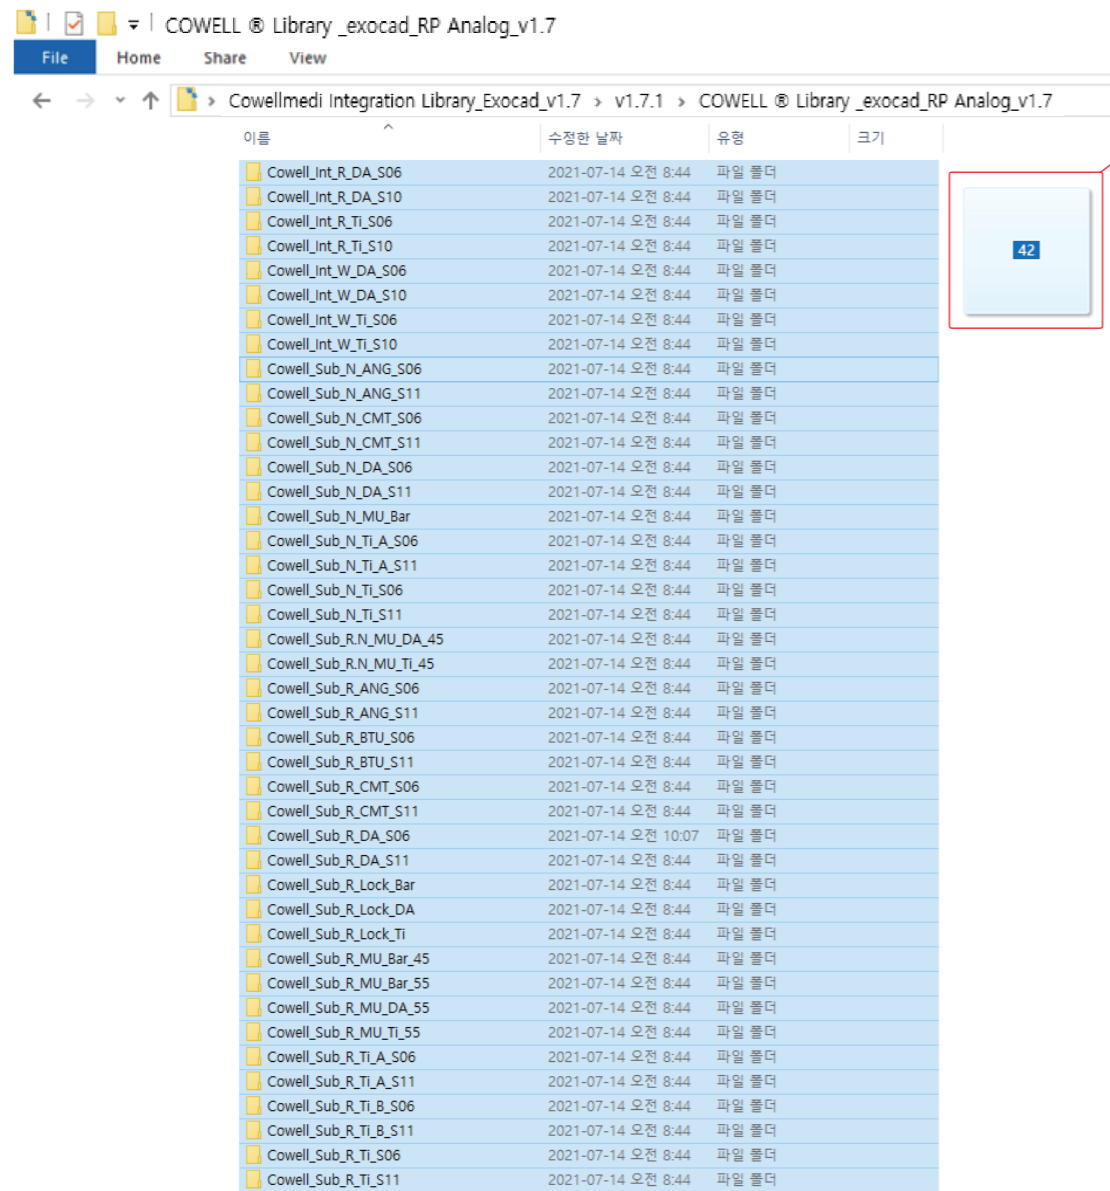 COWELL ® Library _exocad_RP Analog_v1.7
File Home Share View
Cowellmedi Integration Library_Exocad_v1.7 > v1.7.1 > COWELL ® Library _exocad_RP Analog_v1.7
이름 수정한 날짜 유형 크기
Cowell_Int_R_DA_S06 2021-07-14 오전 8:44 파일 폴더
Cowell_Int_R_DA_S10 2021-07-14 오전 8:44 파일 폴더
Cowell_Int_R_Ti_S06 2021-07-14 오전 8:44 파일 폴더
Cowell_Int_R_Ti_S10 2021-07-14 오전 8:44 파일 폴더
42
Cowell_Int_W_DA_S06 2021-07-14 오전 8:44 파일 폴더
Cowell_Int_W_DA_S10 2021-07-14 오전 8:44 파일 폴더
Cowell_Int_W_Ti_S06 2021-07-14 오전 8:44 파일 폴더
Cowell_Int_W_Ti_S10 2021-07-14 오전 8:44 파일 폴더
Cowell_Sub_N_ANG_S06 2021-07-14 오전 8:44 파일 폴더
Cowell_Sub_N_ANG_S11 2021-07-14 오전 8:44 파일 폴더
Cowell_Sub_N_CMT_S06 2021-07-14 오전 8:44 파일 폴더
Cowell_Sub_N_CMT_S11 2021-07-14 오전 8:44 파일 폴더
Cowell_Sub_N_DA_S06 2021-07-14 오전 8:44 파일 폴더
Cowell_Sub_N_DA_S11 2021-07-14 오전 8:44 파일 폴더
Cowell_Sub_N_MU_Bar 2021-07-14 오전 8:44 파일 폴더
Cowell_Sub_N_Ti_A_S06 2021-07-14 오전 8:44 파일 폴더
Cowell_Sub_N_Ti_A_S11 2021-07-14 오전 8:44 파일 폴더
Cowell_Sub_N_Ti_S06 2021-07-14 오전 8:44 파일 폴더
Cowell_Sub_N_Ti_S11 2021-07-14 오전 8:44 파일 폴더
Cowell_Sub_R.N_MU_DA_45 2021-07-14 오전 8:44 파일 폴더
Cowell_Sub_R.N_MU_Ti_45 2021-07-14 오전 8:44 파일 폴더
Cowell_Sub_R_ANG_S06 2021-07-14 오전 8:44 파일 폴더
Cowell_Sub_R_ANG_S11 2021-07-14 오전 8:44 파일 폴더
Cowell_Sub_R_BTU_S06 2021-07-14 오전 8:44 파일 폴더
Cowell_Sub_R_BTU_S11 2021-07-14 오전 8:44 파일 폴더
Cowell_Sub_R_CMT_S06 2021-07-14 오전 8:44 파일 폴더
Cowell_Sub_R_CMT_S11 2021-07-14 오전 8:44 파일 폴더
Cowell_Sub_R_DA_S06 2021-07-14 오전 10:07 파일 폴더
Cowell_Sub_R_DA_S11 2021-07-14 오전 8:44 파일 폴더
Cowell_Sub_R_Lock_Bar 2021-07-14 오전 8:44 파일 폴더
Cowell_Sub_R_Lock_DA 2021-07-14 오전 8:44 파일 폴더
Cowell_Sub_R_Lock_Ti 2021-07-14 오전 8:44 파일 폴더
Cowell_Sub_R_MU_Bar_45 2021-07-14 오전 8:44 파일 폴더
Cowell_Sub_R_MU_Bar_55 2021-07-14 오전 8:44 파일 폴더
Cowell_Sub_R_MU_DA_55 2021-07-14 오전 8:44 파일 폴더
Cowell_Sub_R_MU_Ti_55 2021-07-14 오전 8:44 파일 폴더
Cowell_Sub_R_Ti_A_S06 2021-07-14 오전 8:44 파일 폴더
Cowell_Sub_R_Ti_A_S11 2021-07-14 오전 8:44 파일 폴더
Cowell_Sub_R_Ti_B_S06 2021-07-14 오전 8:44 파일 폴더
Cowell_Sub_R_Ti_B_S11 2021-07-14 오전 8:44 파일 폴더
Cowell_Sub_R_Ti_S06 2021-07-14 오전 8:44 파일 폴더
Cowell_Sub_R_Ti_S11 2021-07-14 오전 8:44 파일 폴더